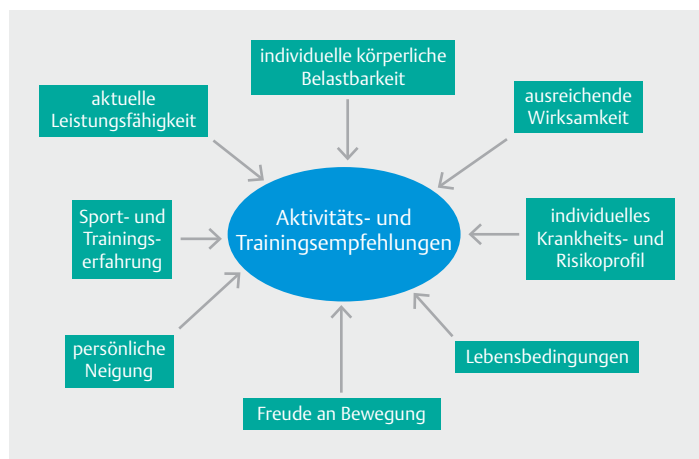 individuelle körperliche
Belastbarkeit
aktuelle
Leistungsfähigkeit
ausreichende
Wirksamkeit
Sport- und
Trainings-
erfahrung
Aktivitäts- und
Trainingsempfehlungen
individuelles
Krankheits- und
Risikoprofil
persönliche
Neigung
Lebensbedingungen
Freude an Bewegung